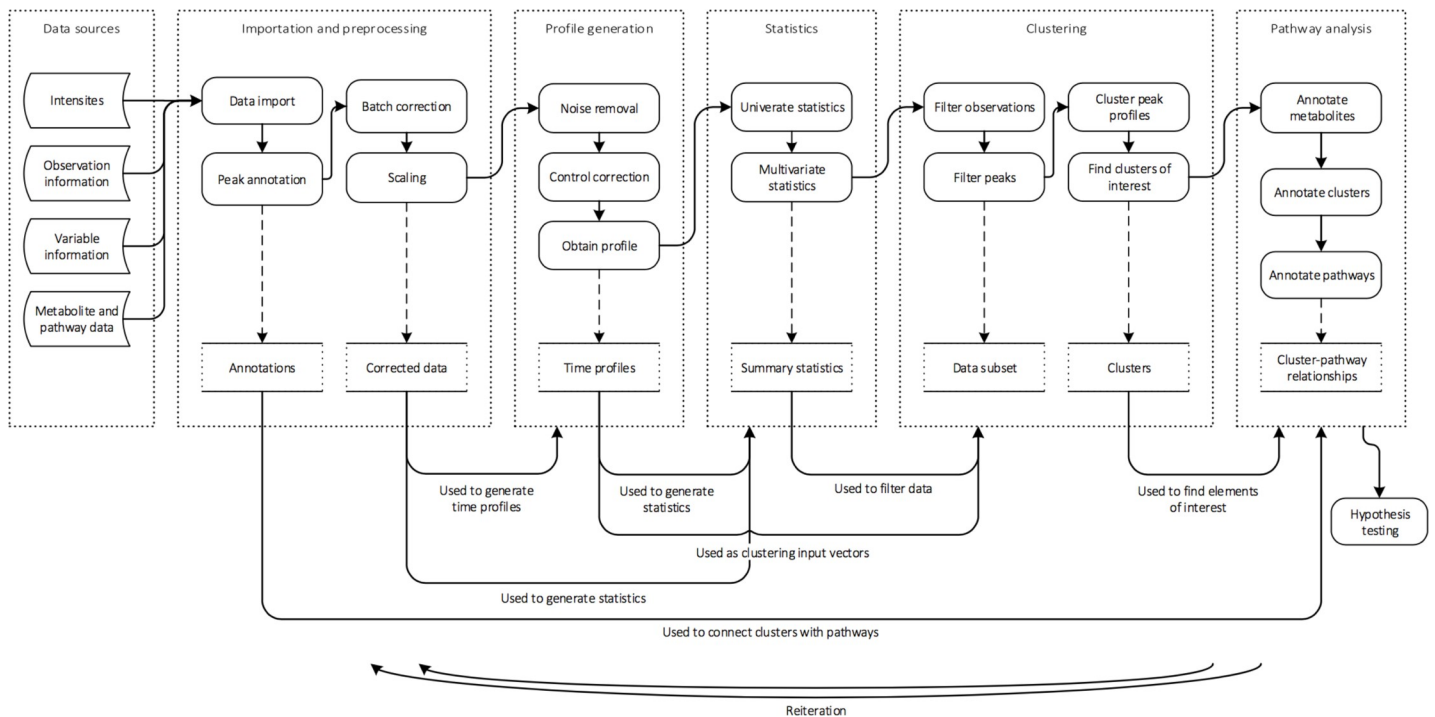 Data sources
Importation and preprocessing
Profile generation
Statistics
Clustering
Pathway analysis
Intensites
Observation
information
Variable
information
Metabolite and
pathway data
Data import
Peak annotation
Batch correction
Scaling
Annotations
Corrected data
Noise removal
Control correction
Obtain profile
Time profiles
Univerate statistics
Multivariate
statistics
Summary statistics
Filter observations
Filter peaks
Cluster peak
profiles
Find clusters of
interest
Data subset
Clusters
Annotate
metabolites
Annotate clusters
Annotate pathways
Cluster-pathway
relationships
Used to generate
time profiles
Used to generate
statistics
Used to filter data
Used to find elements
of interest
Hypothesis
testing
Used as clustering input vectors
Used to generate statistics
Used to connect clusters with pathways
Reiteration